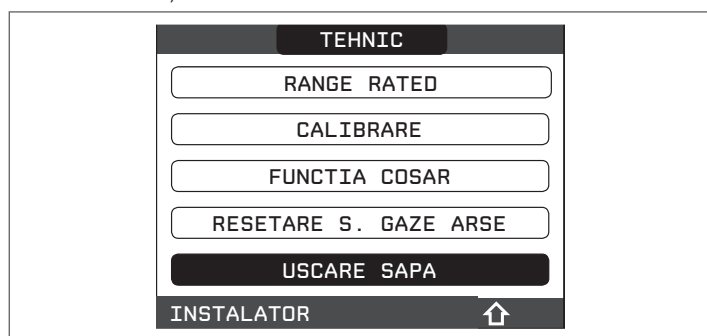 TEHNIC
RANGE RATED
CALIBRARE
FUNCTIA COSAR
RESETARE S. GAZE ARSE
USCARE SAPA
INSTALATOR